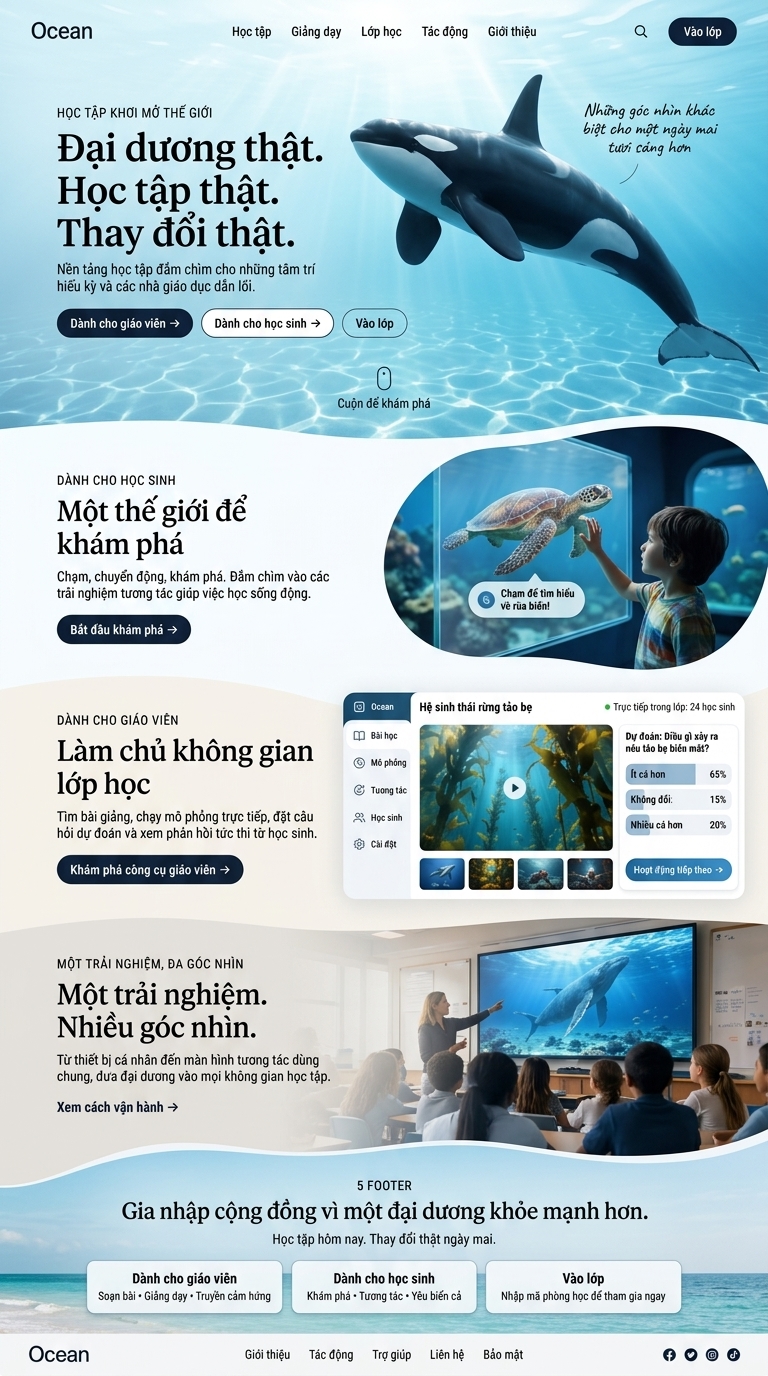 Ocean
Học tập
Giảng dạy
Lớp học
Tác động
Giới thiệu
Vào lớp
HỌC TẬP KHƠI MỞ THẾ GIỚI
Đại dương thật.
Học tập thật.
Thay đổi thật.
Nền tảng học tập đắm chìm cho những tâm trí
hiếu kỳ và các nhà giáo dục dẫn lối.
Dành cho giáo viên →
Dành cho học sinh →
Vào lớp
Những góc nhìn khác
biệt cho một ngày mai
tươi sáng hơn
Cuộn để khám phá
DÀNH CHO HỌC SINH
Một thế giới để
khám phá
Chạm, chuyển động, khám phá. Đắm chìm vào các
trải nghiệm tương tác giúp việc học sống động.
Bắt đầu khám phá →
Chạm để tìm hiểu
về rùa biển!
DÀNH CHO GIÁO VIÊN
Làm chủ không gian
lớp học
Tìm bài giảng, chạy mô phỏng trực tiếp, đặt câu
hỏi dự đoán và xem phản hồi tức thì từ học sinh.
Khám phá công cụ giáo viên →
Ocean
Bài học
Mô phỏng
Tương tác
Học sinh
Cài đặt
Hệ sinh thái rừng tảo bẹ
Trực tiếp trong lớp: 24 học sinh
Dự đoán: Điều gì xảy ra
nếu tảo bẹ biến mất?
Ít cá hơn 65%
Không đổi: 15%
Nhiều cá hơn 20%
Hoạt động tiếp theo →
MỘT TRẢI NGHIỆM, ĐA GÓC NHÌN
Một trải nghiệm.
Nhiều góc nhìn.
Từ thiết bị cá nhân đến màn hình tương tác dùng
chung, đưa đại dương vào mọi không gian học tập.
Xem cách vận hành →
5 FOOTER
Gia nhập cộng đồng vì một đại dương khỏe mạnh hơn.
Học tập hôm nay. Thay đổi thật ngày mai.
Dành cho giáo viên
Soạn bài • Giảng dạy • Truyền cảm hứng
Dành cho học sinh
Khám phá • Tương tác • Yêu biển cả
Vào lớp
Nhập mã phòng học để tham gia ngay
Ocean
Giới thiệu
Tác động
Trợ giúp
Liên hệ
Bảo mật